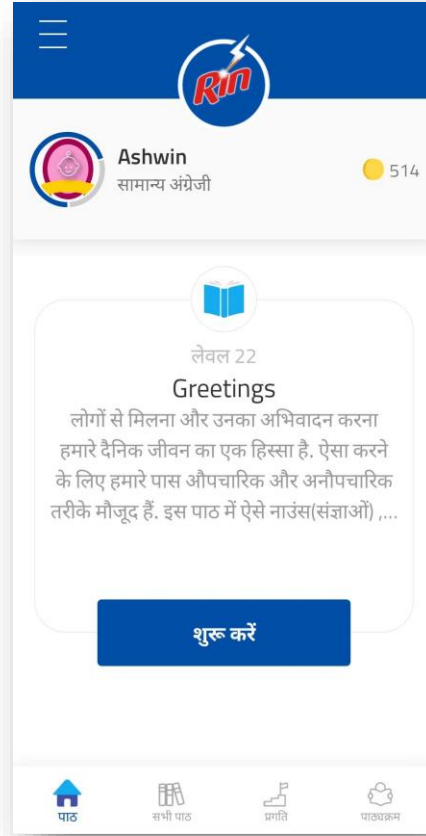 Rin
Ashwin
सामान्य अंग्रेजी
514
लेवल 22
Greetings
लोगों से मिलना और उनका अभिवादन करना
हमारे दैनिक जीवन का एक हिस्सा है. ऐसा करने
के लिए हमारे पास औपचारिक और अनौपचारिक
तरीके मौजूद हैं. इस पाठ में ऐसे नाउंस(संज्ञाओं) ,...
शुरू करें
पाठ
सभी पाठ
प्रगति
पाठ्यक्रम